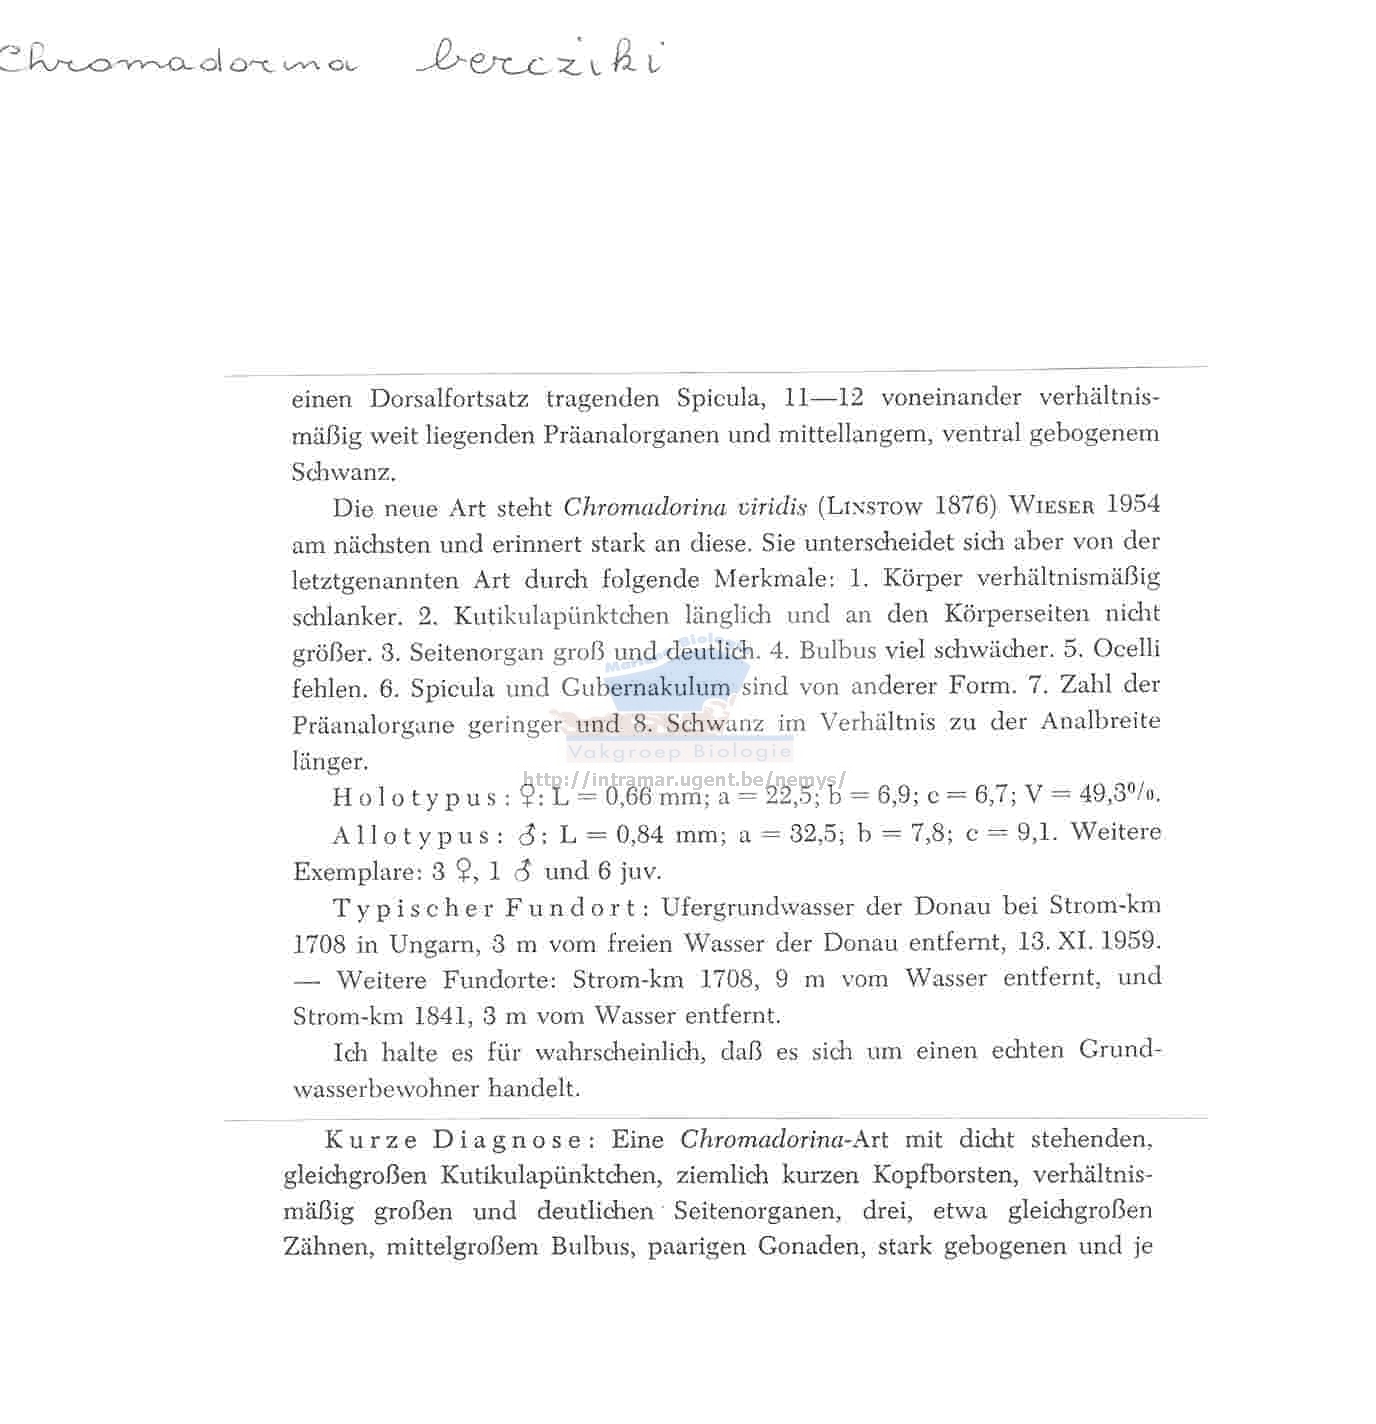 Chromadorina bercziki
einen Dorsalfortsatz tragenden Spicula, 11—12 voneinander verhältnis-
mäßig weit liegenden Präanalorganen und mittellangem, ventral gebogenem
Schwanz.
Die neue Art steht Chromadorina viridis (LINSTOW 1876) WIESER 1954
am nächsten und erinnert stark an diese. Sie unterscheidet sich aber von der
letztgenannten Art durch folgende Merkmale: 1. Körper verhältnismäßig
schlanker. 2. Kutikulapünktchen länglich und an den Körperseiten nicht
größer. 3. Seitenorgan groß und deutlich. 4. Bulbus viel schwächer. 5. Ocelli
fehlen. 6. Spicula und Gubernakulum sind von anderer Form. 7. Zahl der
Präanalorgane geringer und 8. Schwanz im Verhältnis zu der Analbreite
länger.
Marine Biology
Vakgroep Biologie
http://intramar.ugent.be/nemys/
Holotypus: ♀: L = 0,66 mm; a = 22,5; b = 6,9; c = 6,7; V = 49,3%.
Allotypus: ♂: L = 0,84 mm; a = 32,5; b = 7,8; c = 9,1. Weitere
Exemplare: 3 ♀, 1 ♂ und 6 juv.
Typischer Fundort: Ufergrundwasser der Donau bei Strom-km
1708 in Ungarn, 3 m vom freien Wasser der Donau entfernt, 13. XI. 1959.
— Weitere Fundorte: Strom-km 1708, 9 m vom Wasser entfernt, und
Strom-km 1841, 3 m vom Wasser entfernt.
Ich halte es für wahrscheinlich, daß es sich um einen echten Grund-
wasserbewohner handelt.
Kurze Diagnose: Eine Chromadorina-Art mit dicht stehenden,
gleichgroßen Kutikulapünktchen, ziemlich kurzen Kopfborsten, verhältnis-
mäßig großen und deutlichen Seitenorganen, drei, etwa gleichgroßen
Zähnen, mittelgroßem Bulbus, paarigen Gonaden, stark gebogenen und je